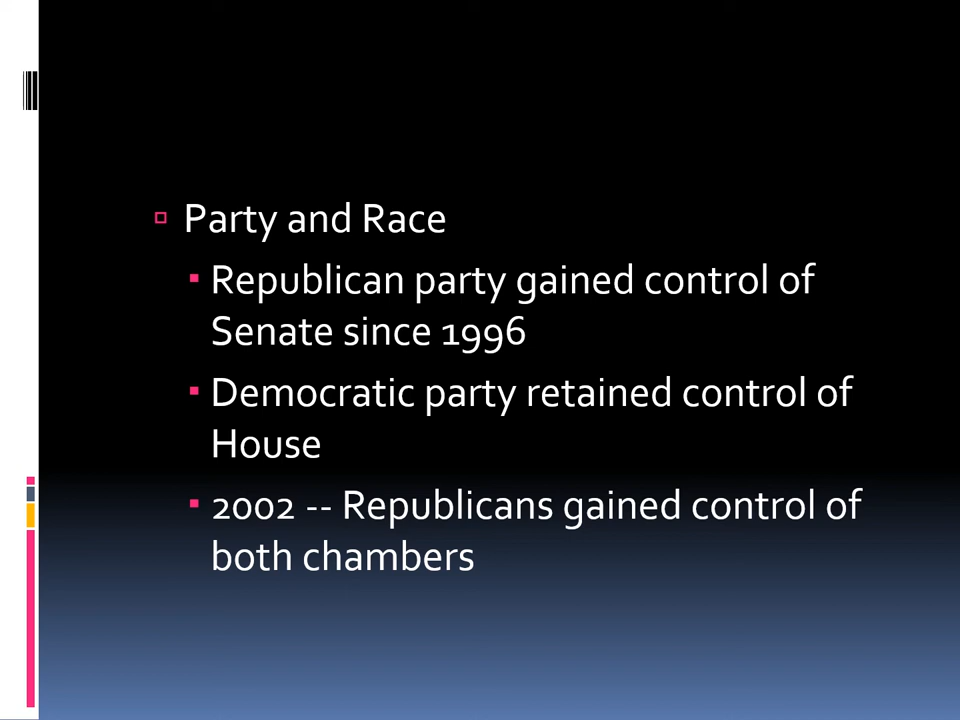 Party and Race
Republican party gained control of
Senate since 1996
Democratic party retained control of
House
2002 -- Republicans gained control of
both chambers